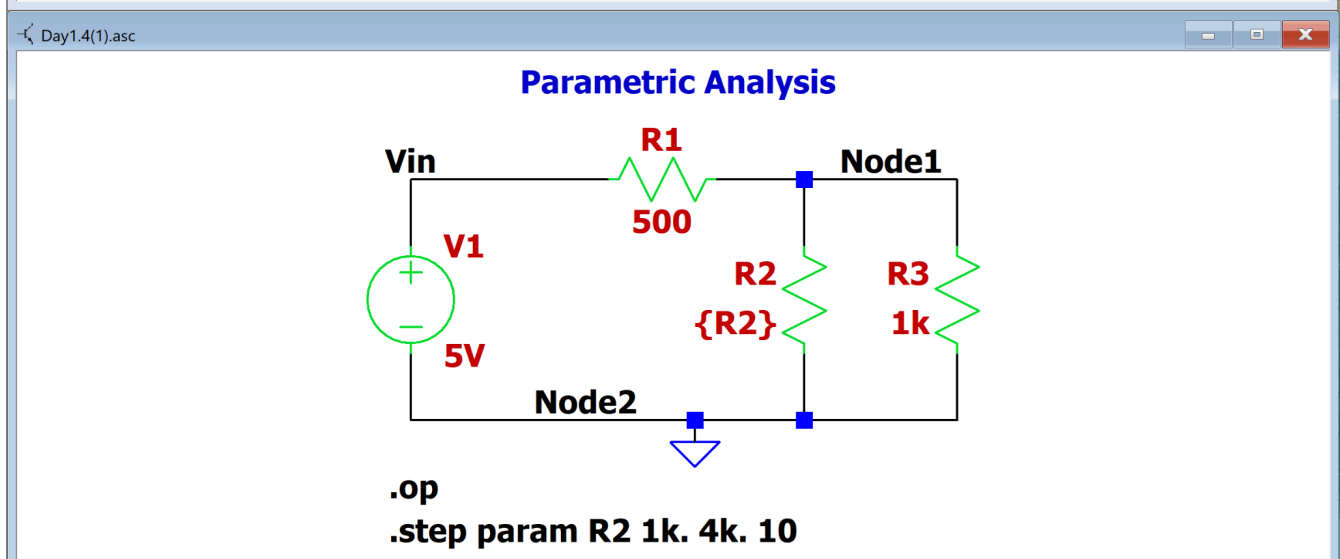 Day1.4(1).asc
Parametric Analysis
R1
Vin
Node1
500
V1
R2
R3
{R2}
1k
5V
Node2
.op
.step param R2 1k. 4k. 10